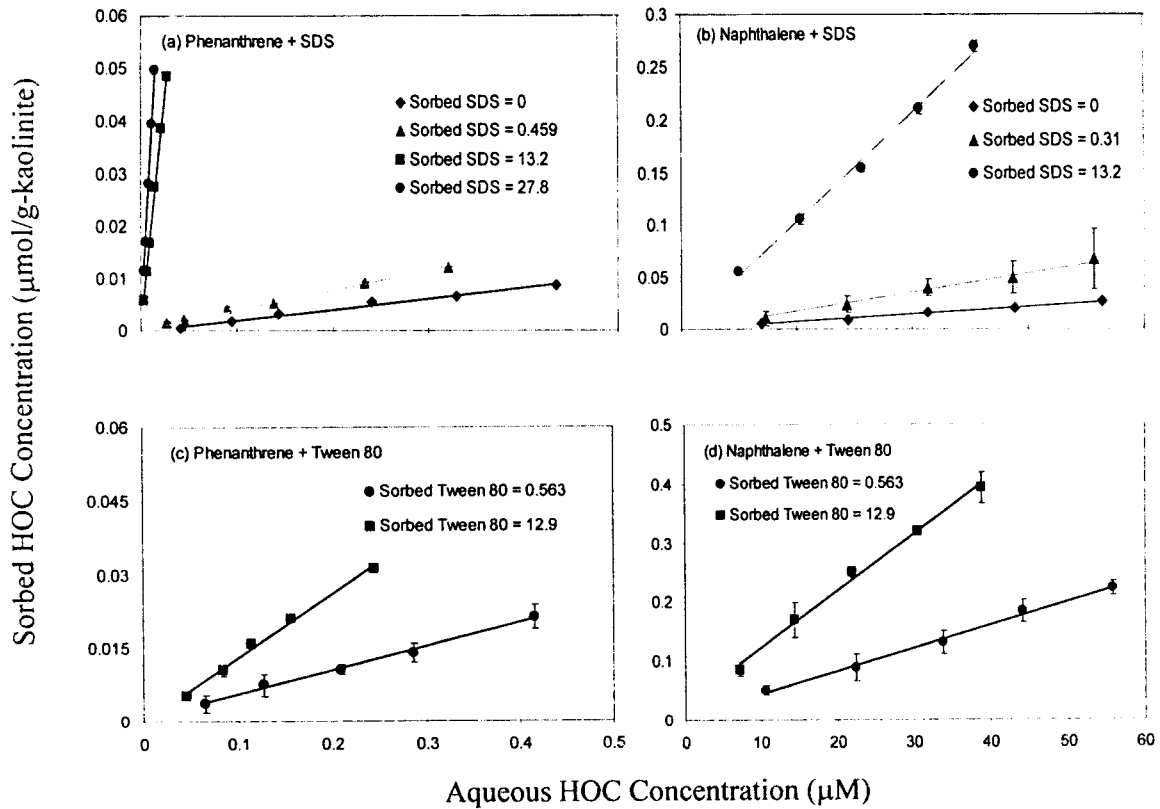 Sorbed HOC Concentration (μmol/g-kaolinite)
0.06
0.05
0.04
0.03
0.02
0.01
0
(a) Phenanthrene + SDS
Sorbed SDS = 0
Sorbed SDS = 0.459
Sorbed SDS = 13.2
Sorbed SDS = 27.8
0.3
0.25
0.2
0.15
0.1
0.05
0
(b) Naphthalene + SDS
Sorbed SDS = 0
Sorbed SDS = 0.31
Sorbed SDS = 13.2
0.06
0.045
0.03
0.015
0
(c) Phenanthrene + Tween 80
Sorbed Tween 80 = 0.563
Sorbed Tween 80 = 12.9
0 0.1 0.2 0.3 0.4 0.5
0.5
0.4
0.3
0.2
0.1
0
(d) Naphthalene + Tween 80
Sorbed Tween 80 = 0.563
Sorbed Tween 80 = 12.9
0 10 20 30 40 50 60
Aqueous HOC Concentration (μM)